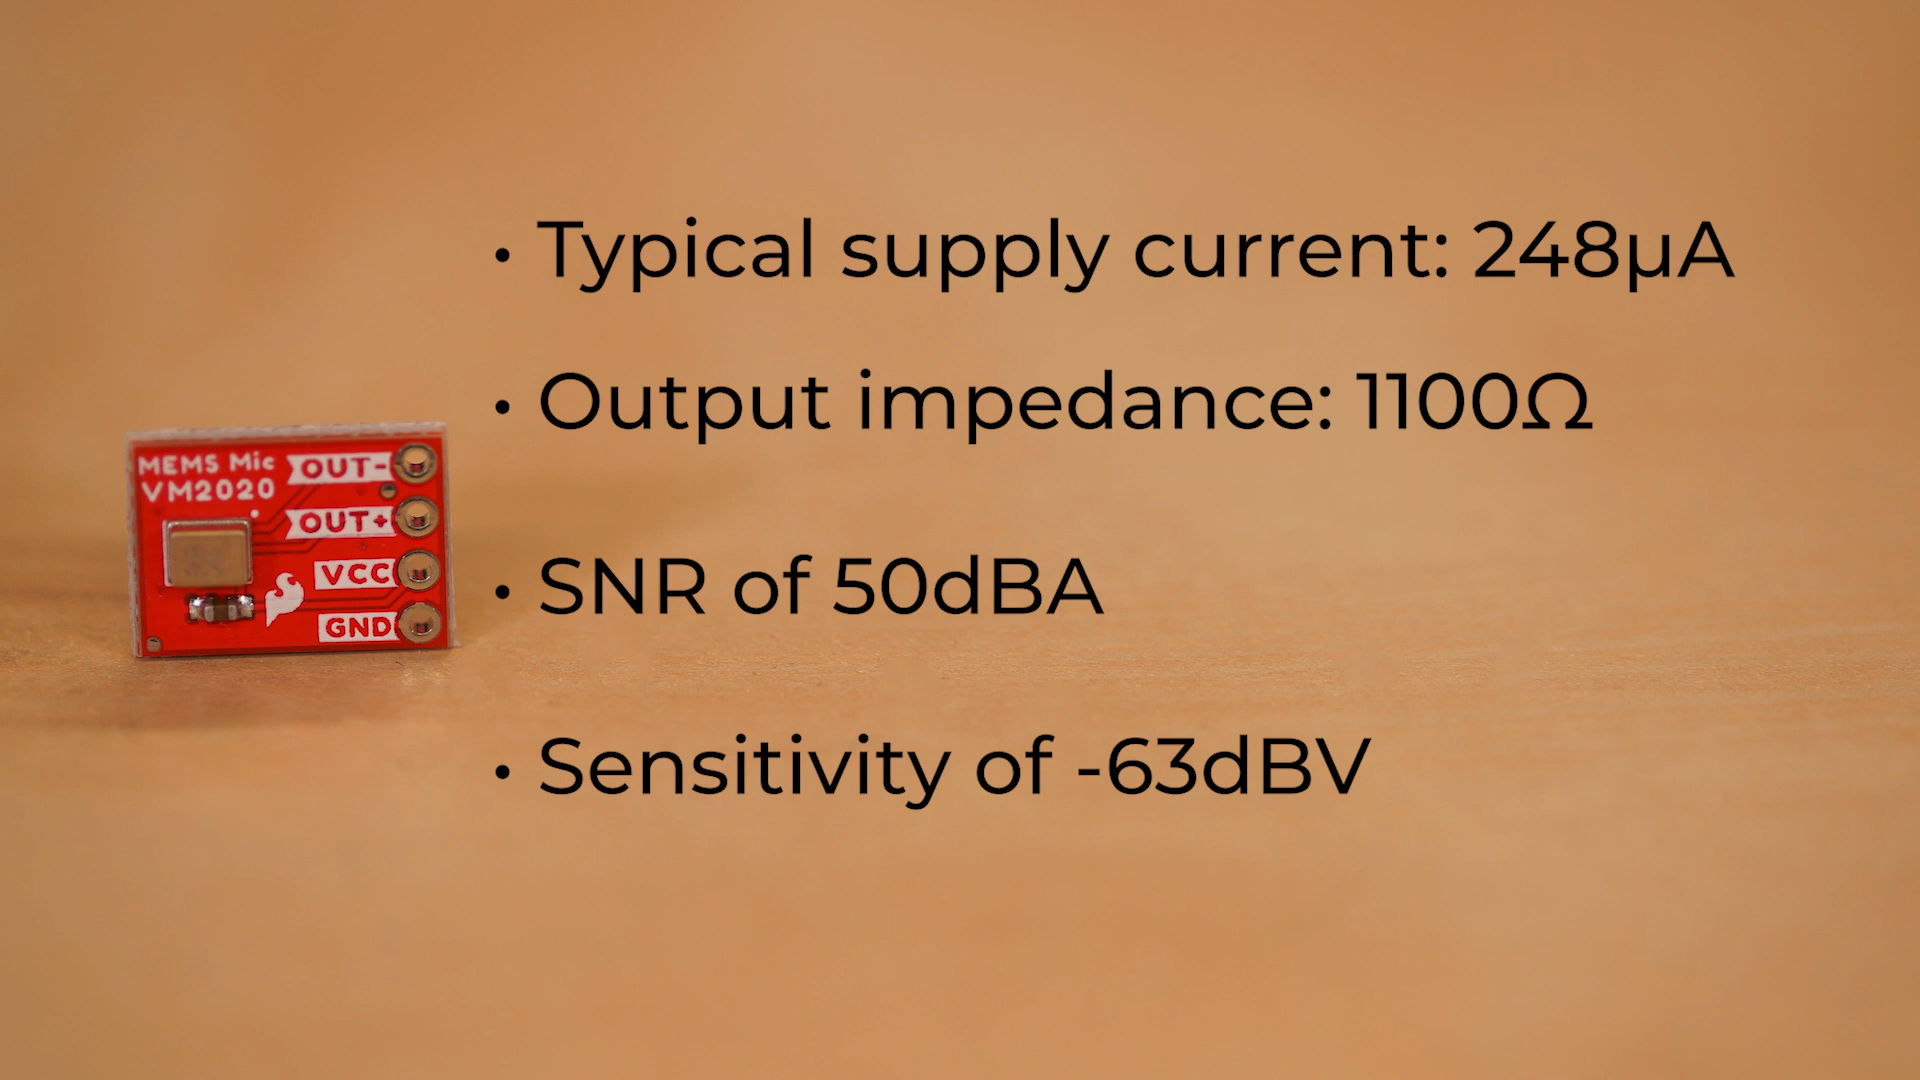 MEMS Mic
VM2020
OUT-
OUT+
VCC
GND
• Typical supply current: 248µA
• Output impedance: 1100Ω
• SNR of 50dBA
• Sensitivity of -63dBV